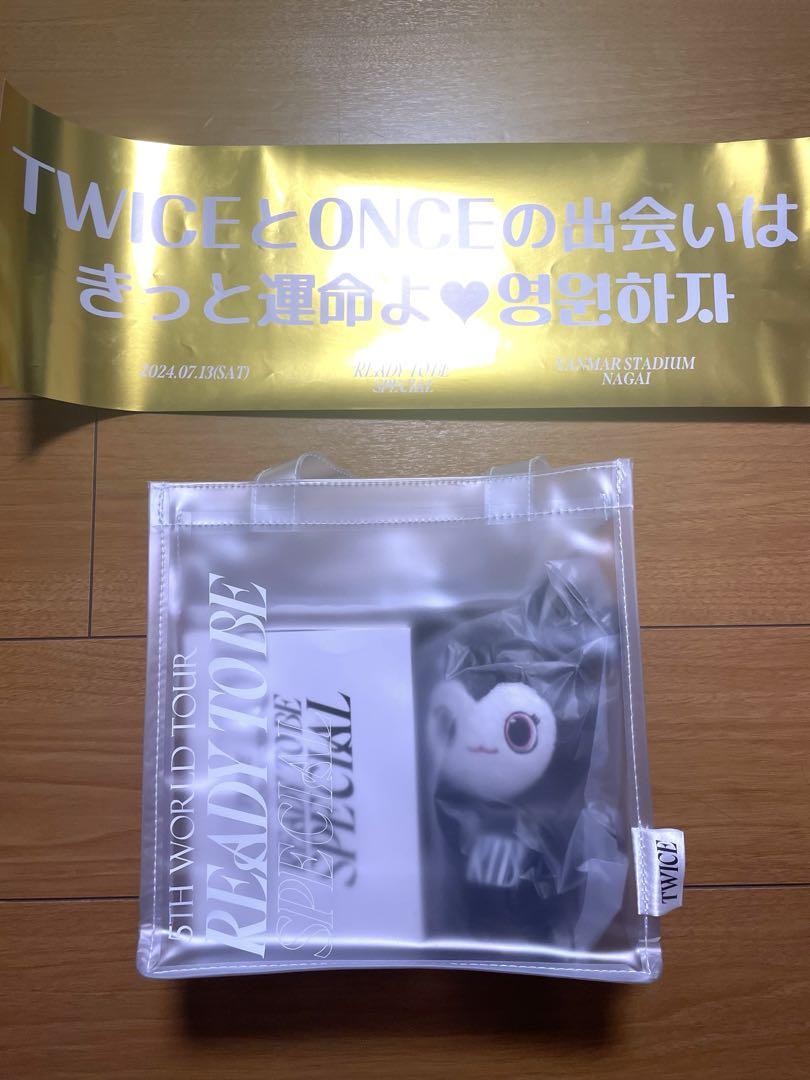 TWICEとONCEの出会いは
きっと運命よ♥영원하자
2024.07.13(SAT)
READY TO BE
SPECIAL
YANMAR STADIUM
NAGAI
5TH WORLD TOUR
READY TO BE
SPECIAL
READY TO BE
SPECIAL
TWICE